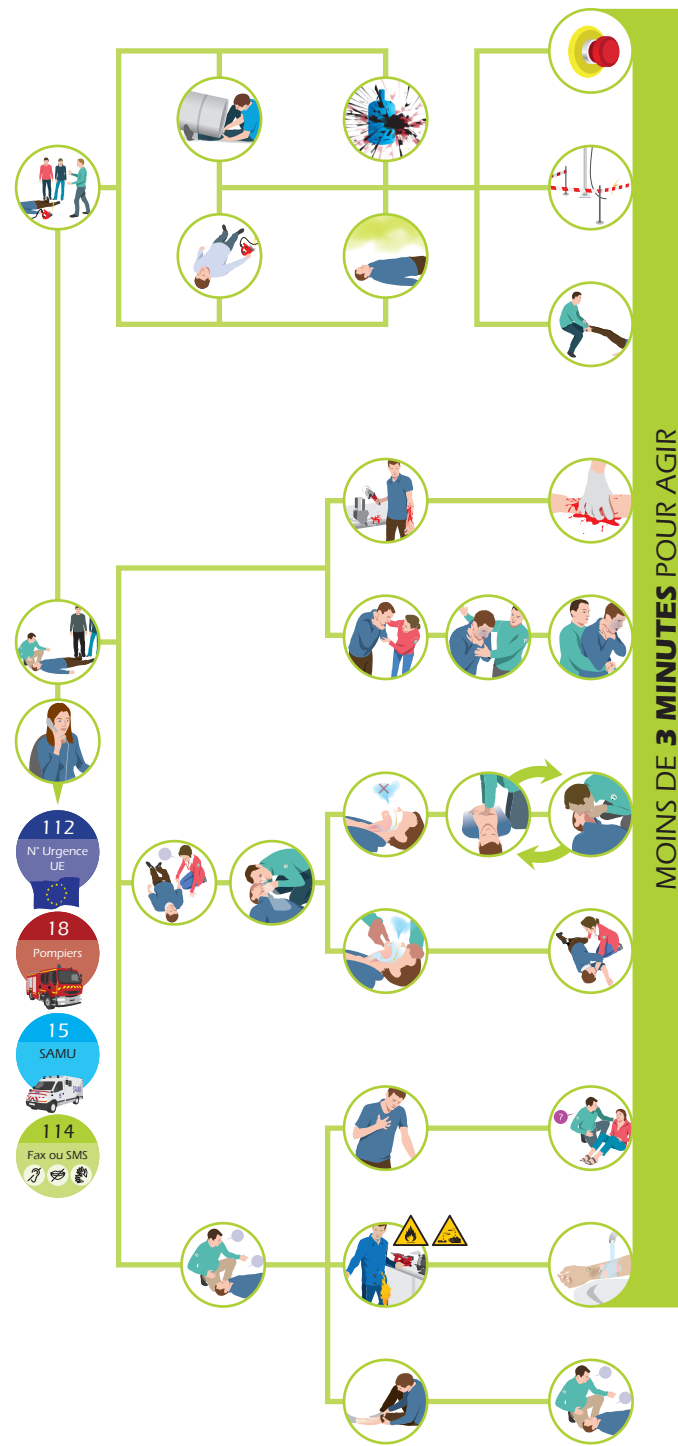 112
N° Urgence
UE
18
Pompiers
15
SAMU
114
Fax ou SMS
?
MOINS DE 3 MINUTES POUR AGIR